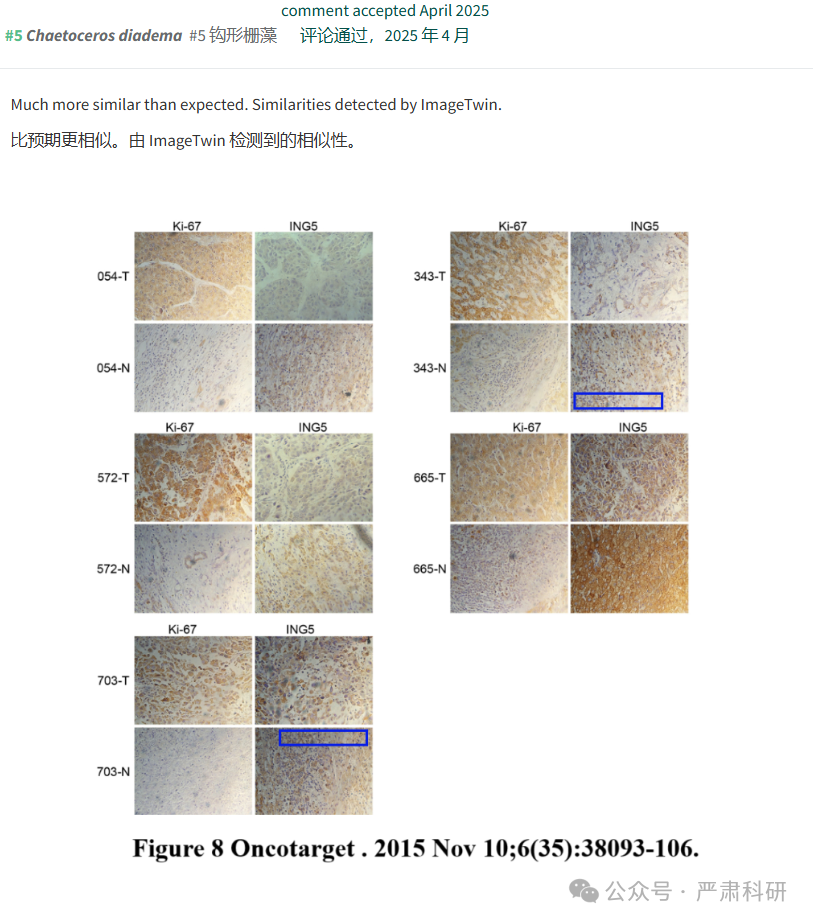 comment accepted April 2025
#5 Chaetoceros diadema #5 钩形栅藻 评论通过，2025 年 4 月
Much more similar than expected. Similarities detected by ImageTwin.
比预期更相似。由 ImageTwin 检测到的相似性。
Ki-67 ING5 Ki-67 ING5
054-T 343-T
054-N 343-N
Ki-67 ING5 Ki-67 ING5
572-T 665-T
572-N 665-N
Ki-67 ING5
703-T
703-N
Figure 8 Oncotarget . 2015 Nov 10;6(35):38093-106.
公众号 · 严肃科研